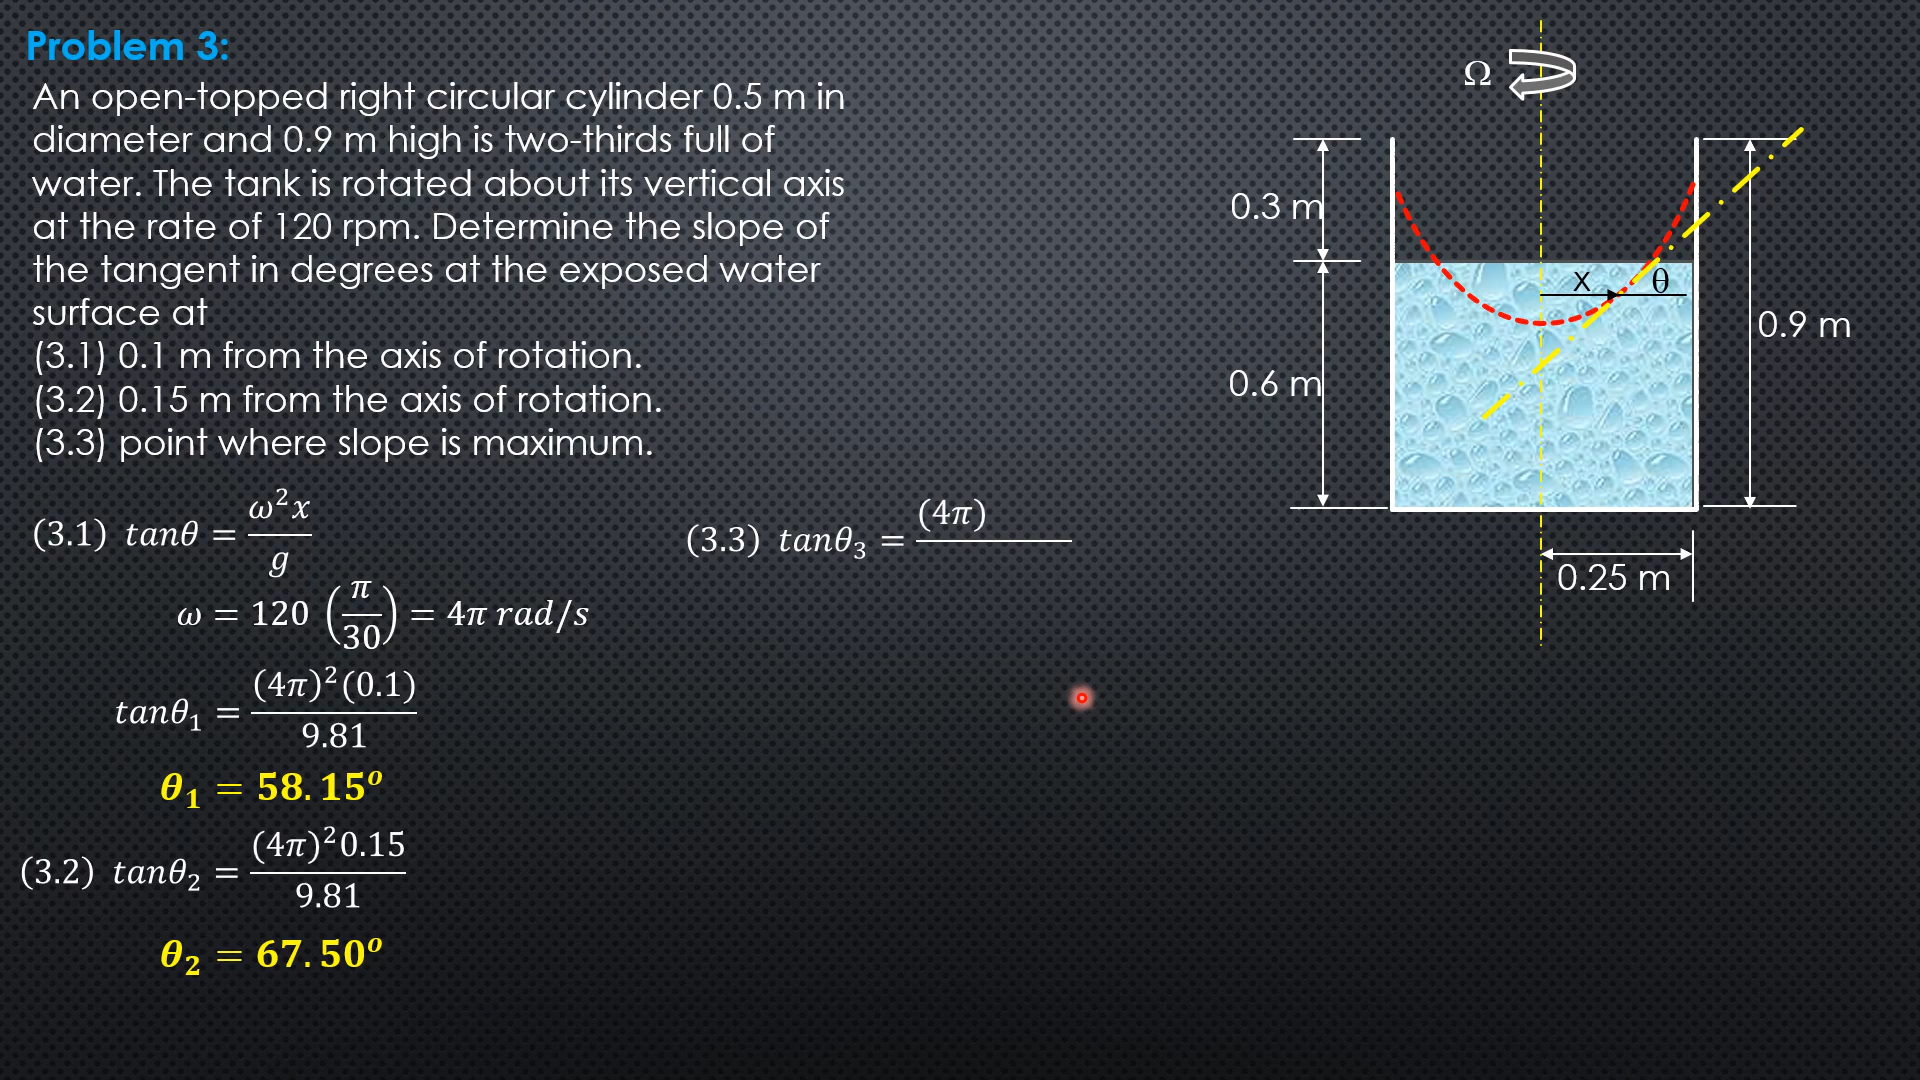 Problem 3:
An open-topped right circular cylinder 0.5 m in
diameter and 0.9 m high is two-thirds full of
water. The tank is rotated about its vertical axis
at the rate of 120 rpm. Determine the slope of
the tangent in degrees at the exposed water
surface at
(3.1) 0.1 m from the axis of rotation.
(3.2) 0.15 m from the axis of rotation.
(3.3) point where slope is maximum.
(3.1) tanθ = ω²x / g
ω = 120 (π/30) = 4π rad/s
tanθ₁ = (4π)²(0.1) / 9.81
θ₁ = 58.15°
(3.2) tanθ₂ = (4π)²0.15 / 9.81
θ₂ = 67.50°
(3.3) tanθ₃ = (4π)
Ω
0.3 m
x
θ
0.9 m
0.6 m
0.25 m